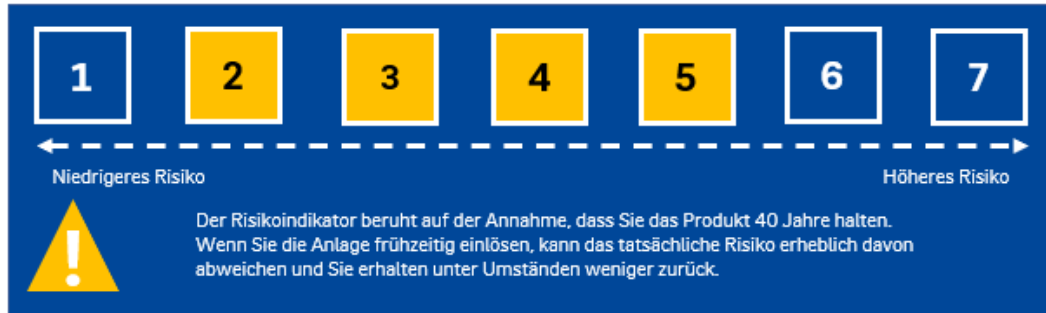 1 2 3 4 5 6 7
Niedrigeres Risiko Höheres Risiko
!
Der Risikoindikator beruht auf der Annahme, dass Sie das Produkt 40 Jahre halten.
Wenn Sie die Anlage frühzeitig einlösen, kann das tatsächliche Risiko erheblich davon
abweichen und Sie erhalten unter Umständen weniger zurück.